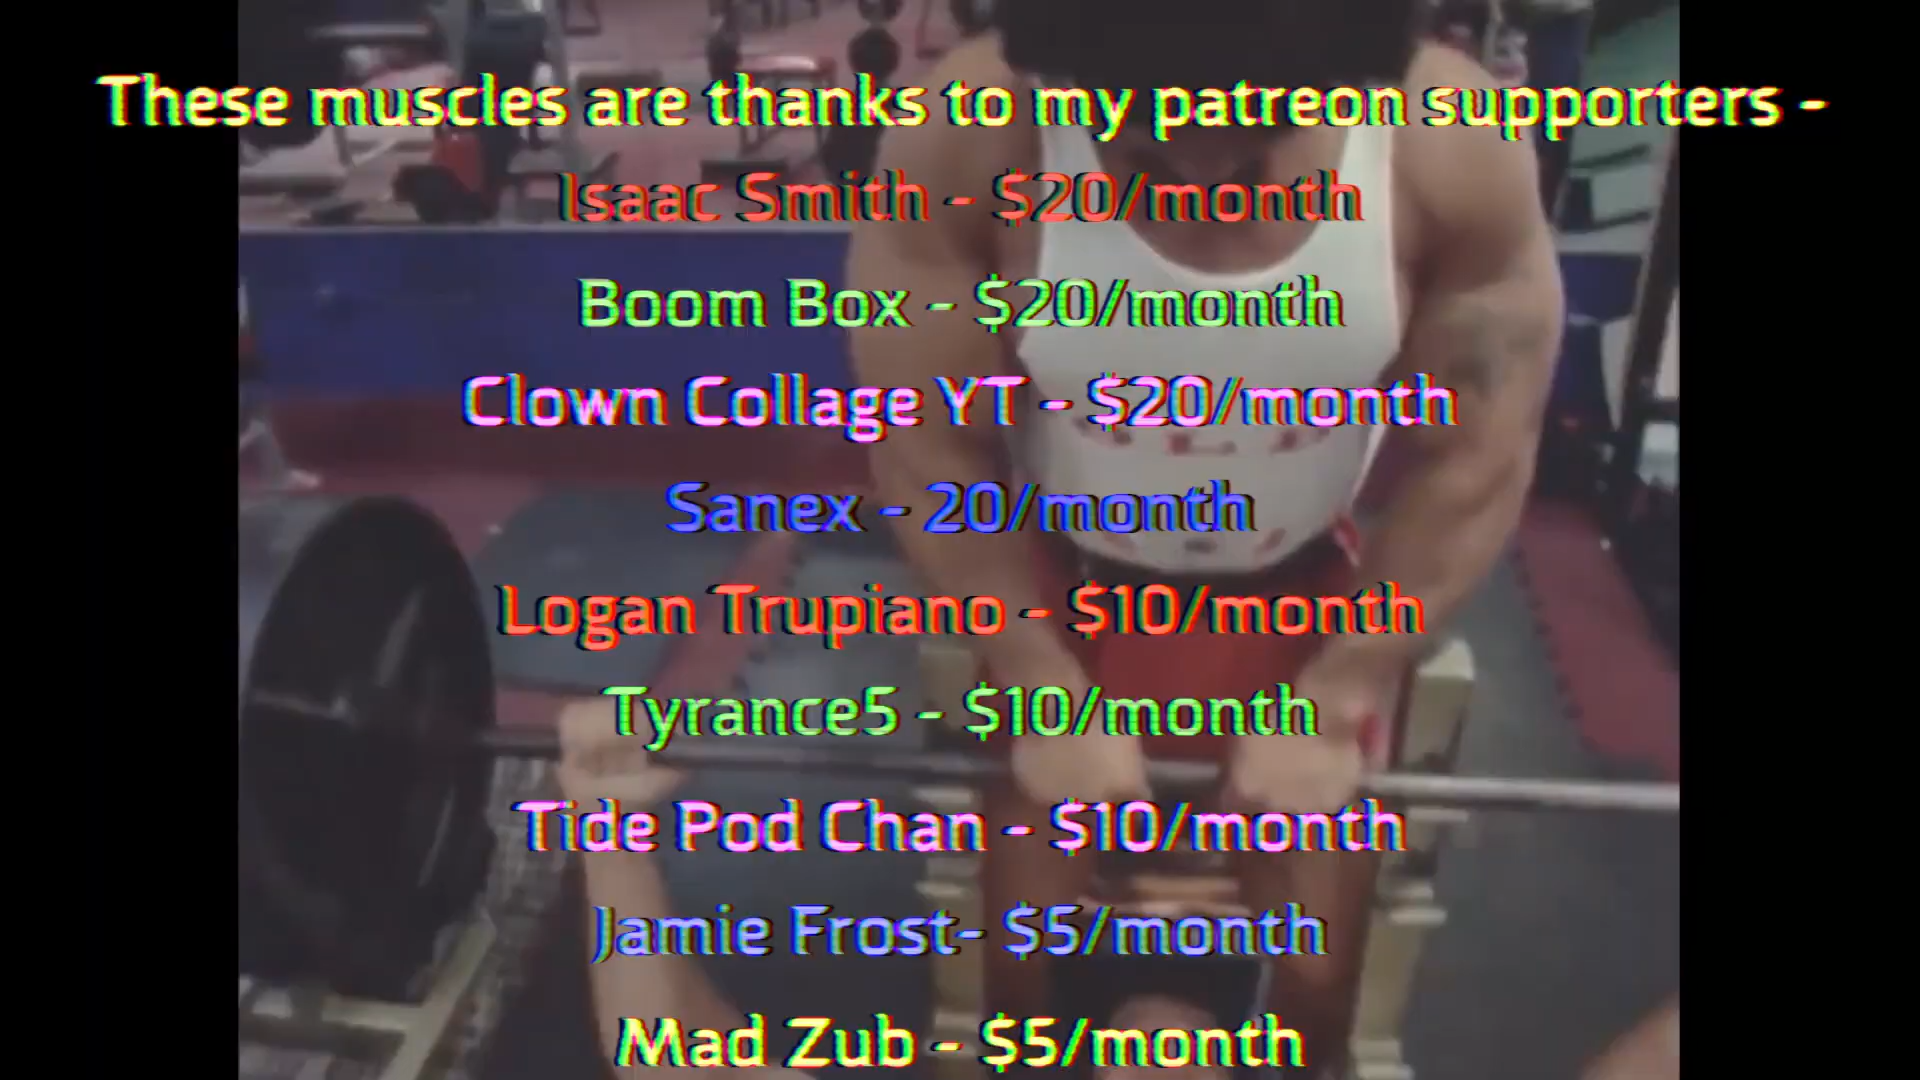 These muscles are thanks to my patreon supporters -
Isaac Smith - $20/month
Boom Box - $20/month
Clown Collage YT - $20/month
Sanex - 20/month
Logan Trupiano - $10/month
Tyrance5 - $10/month
Tide Pod Chan - $10/month
Jamie Frost- $5/month
Mad Zub - $5/month